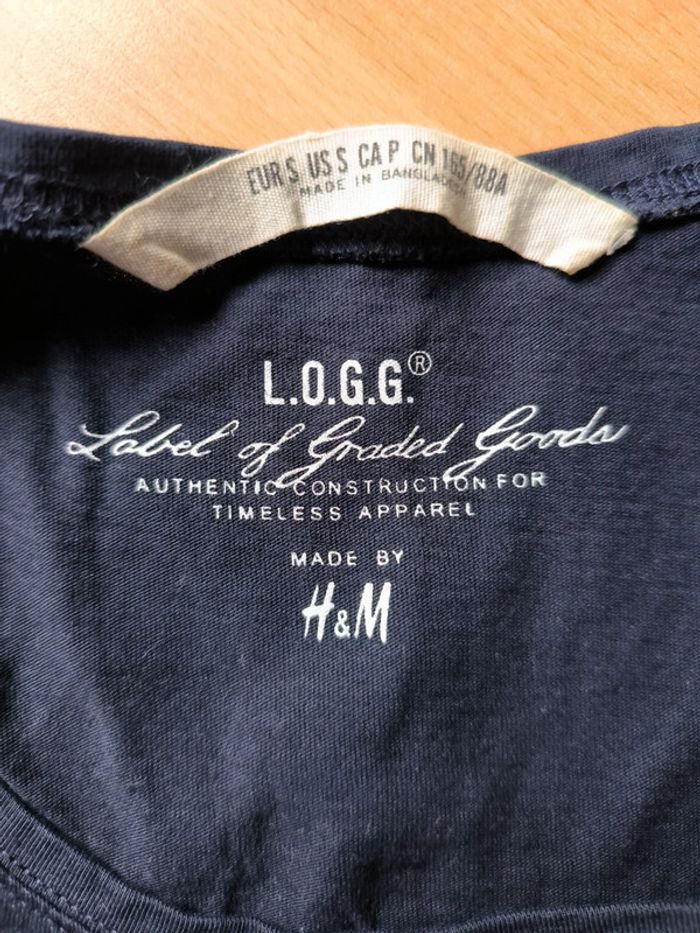 EUR S US S CA P CN 165/88A
MADE IN BANGLADESH
L.O.G.G.®
Label of Graded Goods
AUTHENTIC CONSTRUCTION FOR
TIMELESS APPAREL
MADE BY
H&M